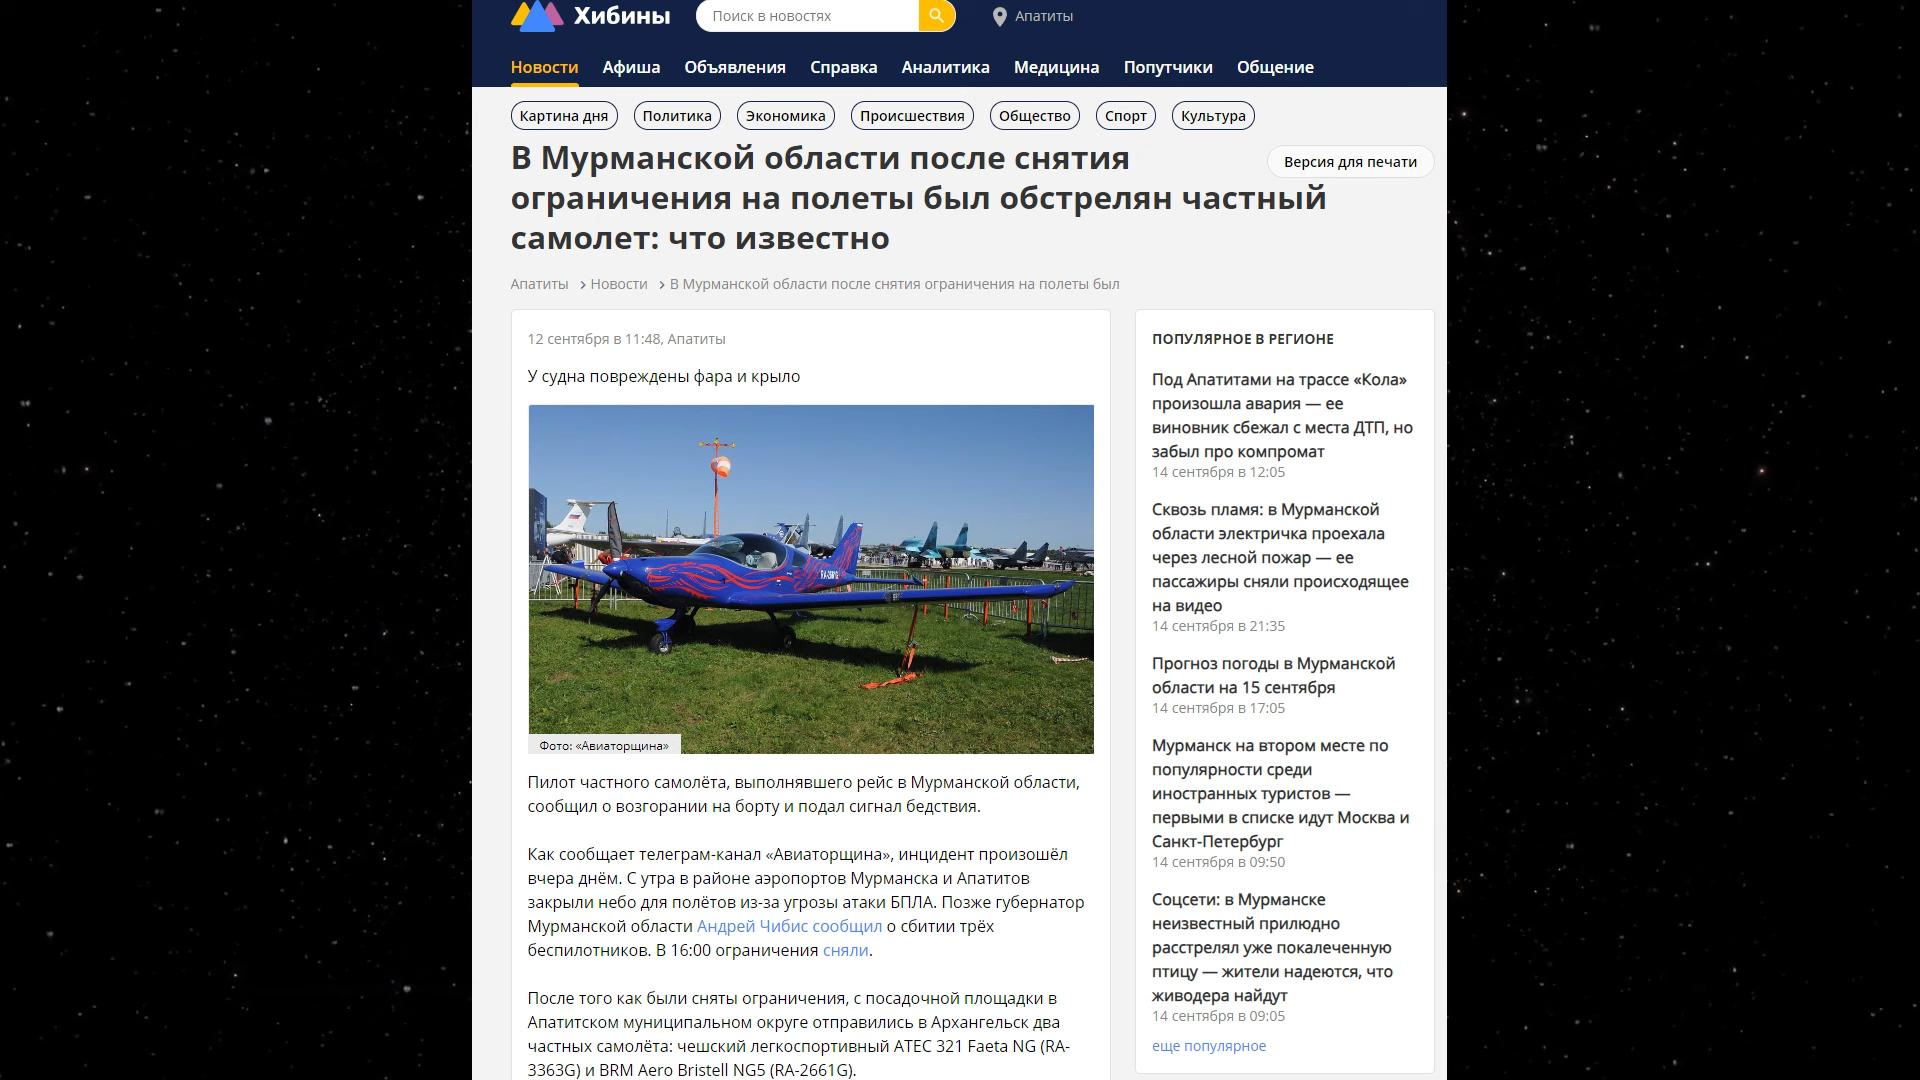 Хибины
Поиск в новостях
Апатиты
Новости Афиша Объявления Справка Аналитика Медицина Попутчики Общение
Картина дня Политика Экономика Происшествия Общество Спорт Культура
В Мурманской области после снятия
ограничения на полеты был обстрелян частный
самолет: что известно
Версия для печати
Апатиты > Новости > В Мурманской области после снятия ограничения на полеты был
12 сентября в 11:48, Апатиты
У судна повреждены фара и крыло
Фото: «Авиаторщина»
Пилот частного самолёта, выполнявшего рейс в Мурманской области,
сообщил о возгорании на борту и подал сигнал бедствия.
Как сообщает телеграм-канал «Авиаторщина», инцидент произошёл
вчера днём. С утра в районе аэропортов Мурманска и Апатитов
закрыли небо для полётов из-за угрозы атаки БПЛА. Позже губернатор
Мурманской области Андрей Чибис сообщил о сбитии трёх
беспилотников. В 16:00 ограничения сняли.
После того как были сняты ограничения, с посадочной площадки в
Апатитском муниципальном округе отправились в Архангельск два
частных самолёта: чешский легкоспортивный ATEC 321 Faeta NG (RA-
3363G) и BRM Aero Bristell NG5 (RA-2661G).
ПОПУЛЯРНОЕ В РЕГИОНЕ
Под Апатитами на трассе «Кола»
произошла авария — ее
виновник сбежал с места ДТП, но
забыл про компромат
14 сентября в 12:05
Сквозь пламя: в Мурманской
области электричка проехала
через лесной пожар — ее
пассажиры сняли происходящее
на видео
14 сентября в 21:35
Прогноз погоды в Мурманской
области на 15 сентября
14 сентября в 17:05
Мурманск на втором месте по
популярности среди
иностранных туристов —
первыми в списке идут Москва и
Санкт-Петербург
14 сентября в 09:50
Соцсети: в Мурманске
неизвестный прилюдно
расстрелял уже покалеченную
птицу — жители надеются, что
живодера найдут
14 сентября в 09:05
еще популярное